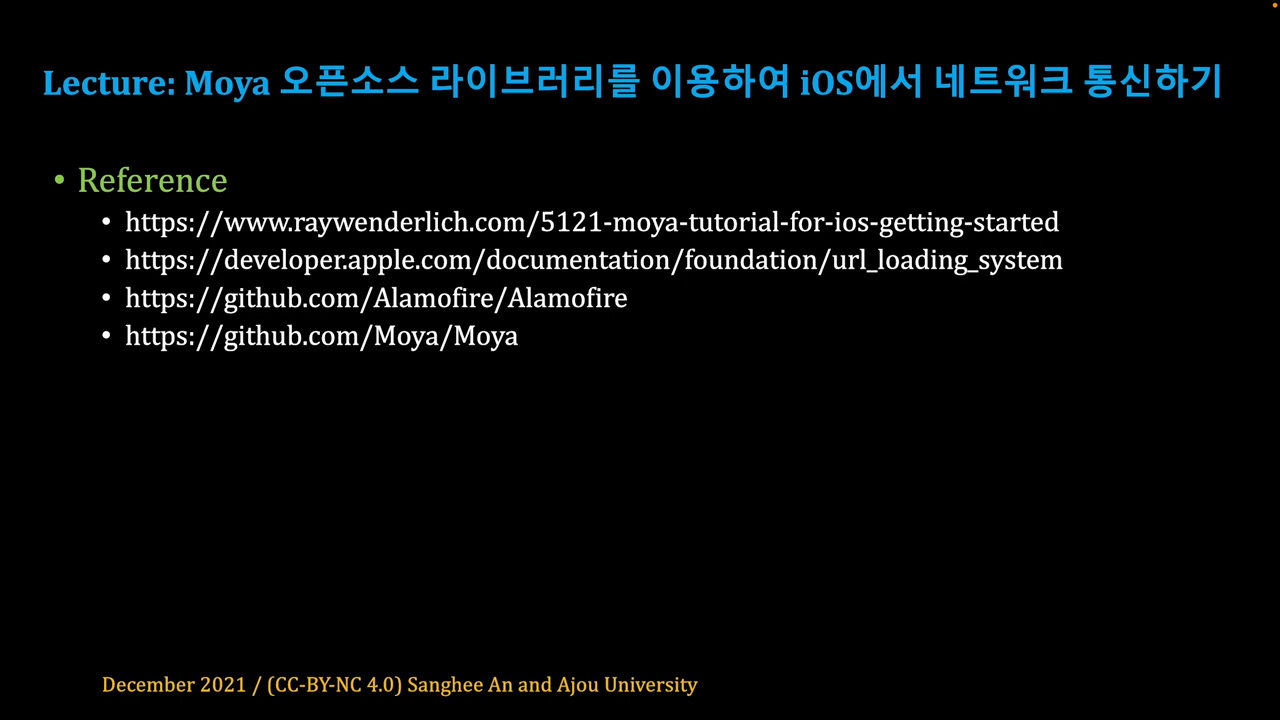 Lecture: Moya 오픈소스 라이브러리를 이용하여 iOS에서 네트워크 통신하기
• Reference
• https://www.raywenderlich.com/5121-moya-tutorial-for-ios-getting-started
• https://developer.apple.com/documentation/foundation/url_loading_system
• https://github.com/Alamofire/Alamofire
• https://github.com/Moya/Moya
December 2021 / (CC-BY-NC 4.0) Sanghee An and Ajou University